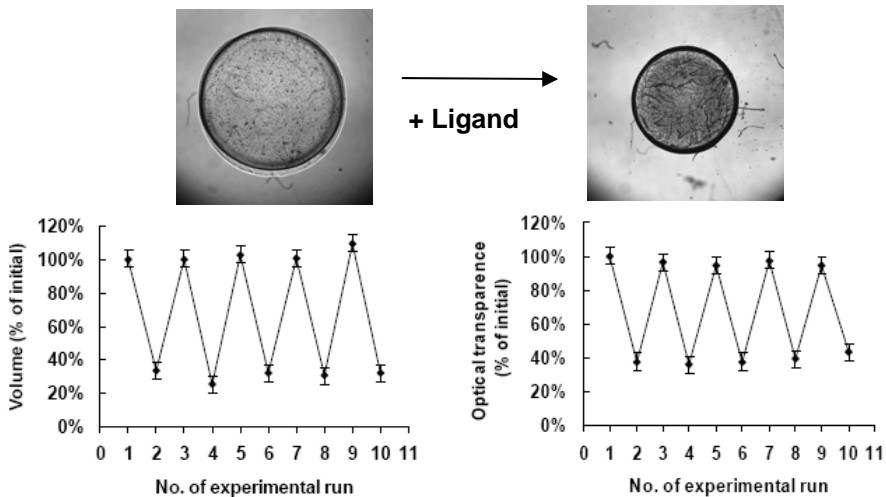 + Ligand
Volume (% of initial)
120%
100%
80%
60%
40%
20%
0%
0 1 2 3 4 5 6 7 8 9 10 11
No. of experimental run
Optical transparence
(% of initial)
120%
100%
80%
60%
40%
20%
0%
0 1 2 3 4 5 6 7 8 9 10 11
No. of experimental run